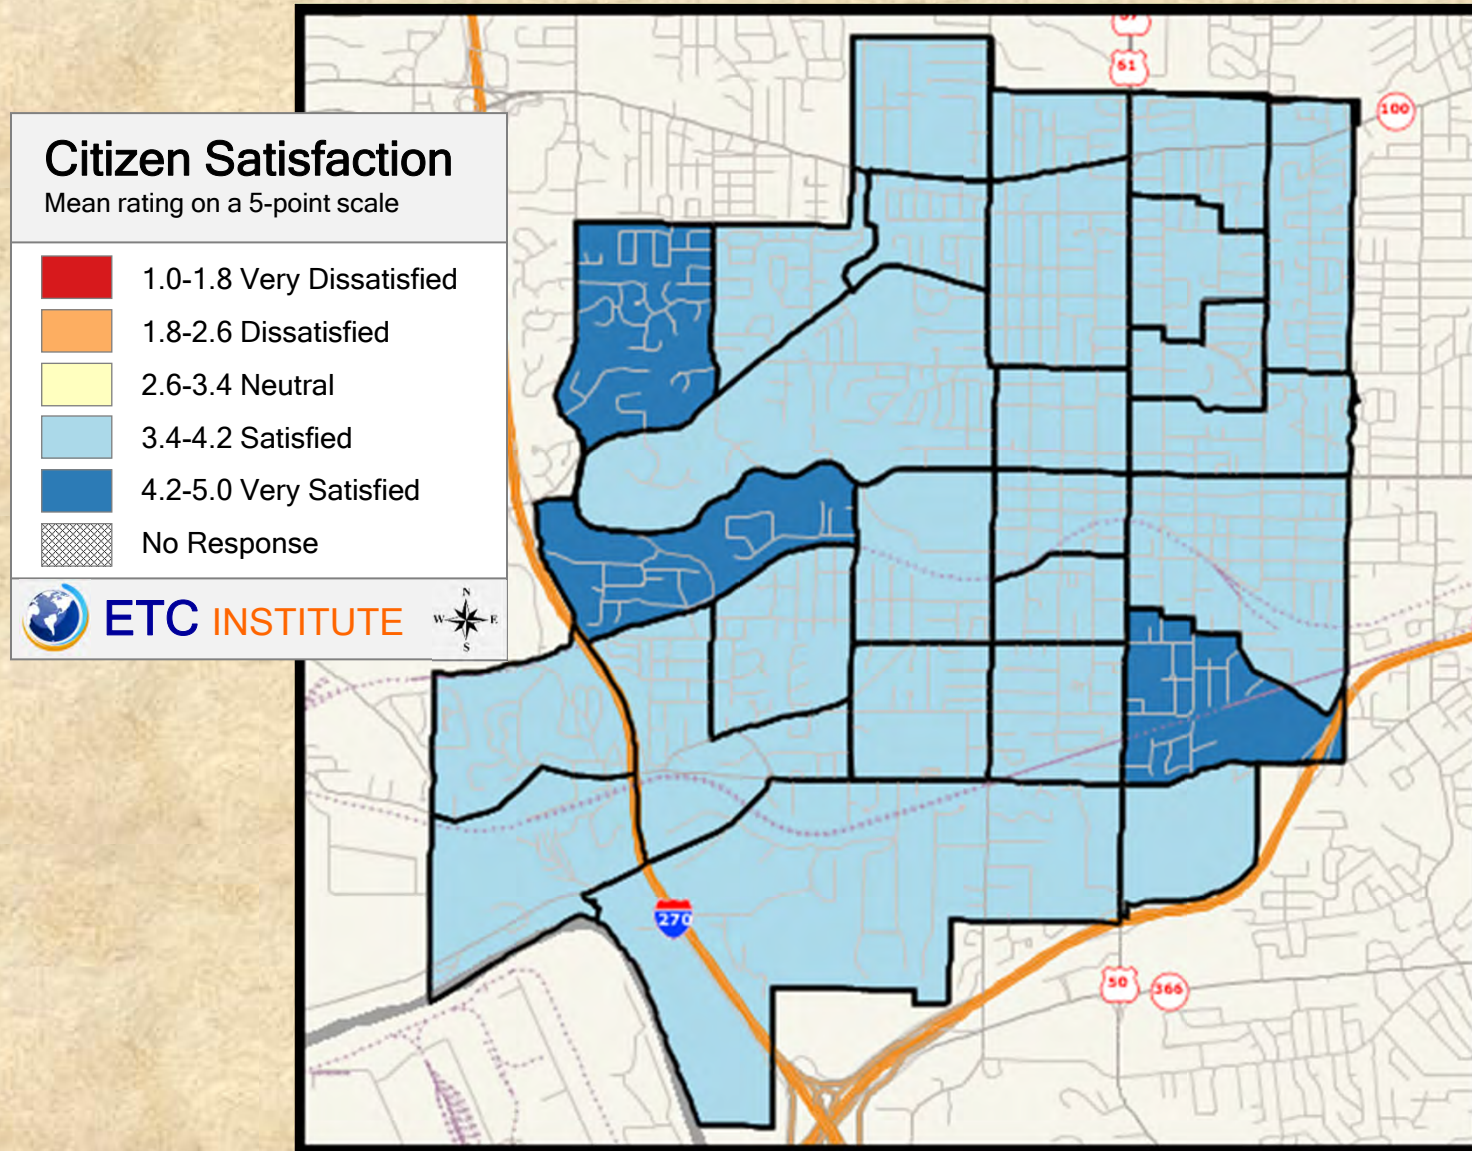 Citizen Satisfaction
Mean rating on a 5-point scale
1.0-1.8 Very Dissatisfied
1.8-2.6 Dissatisfied
2.6-3.4 Neutral
3.4-4.2 Satisfied
4.2-5.0 Very Satisfied
No Response
ETC INSTITUTE
N
W E
S
61
100
270
50
366